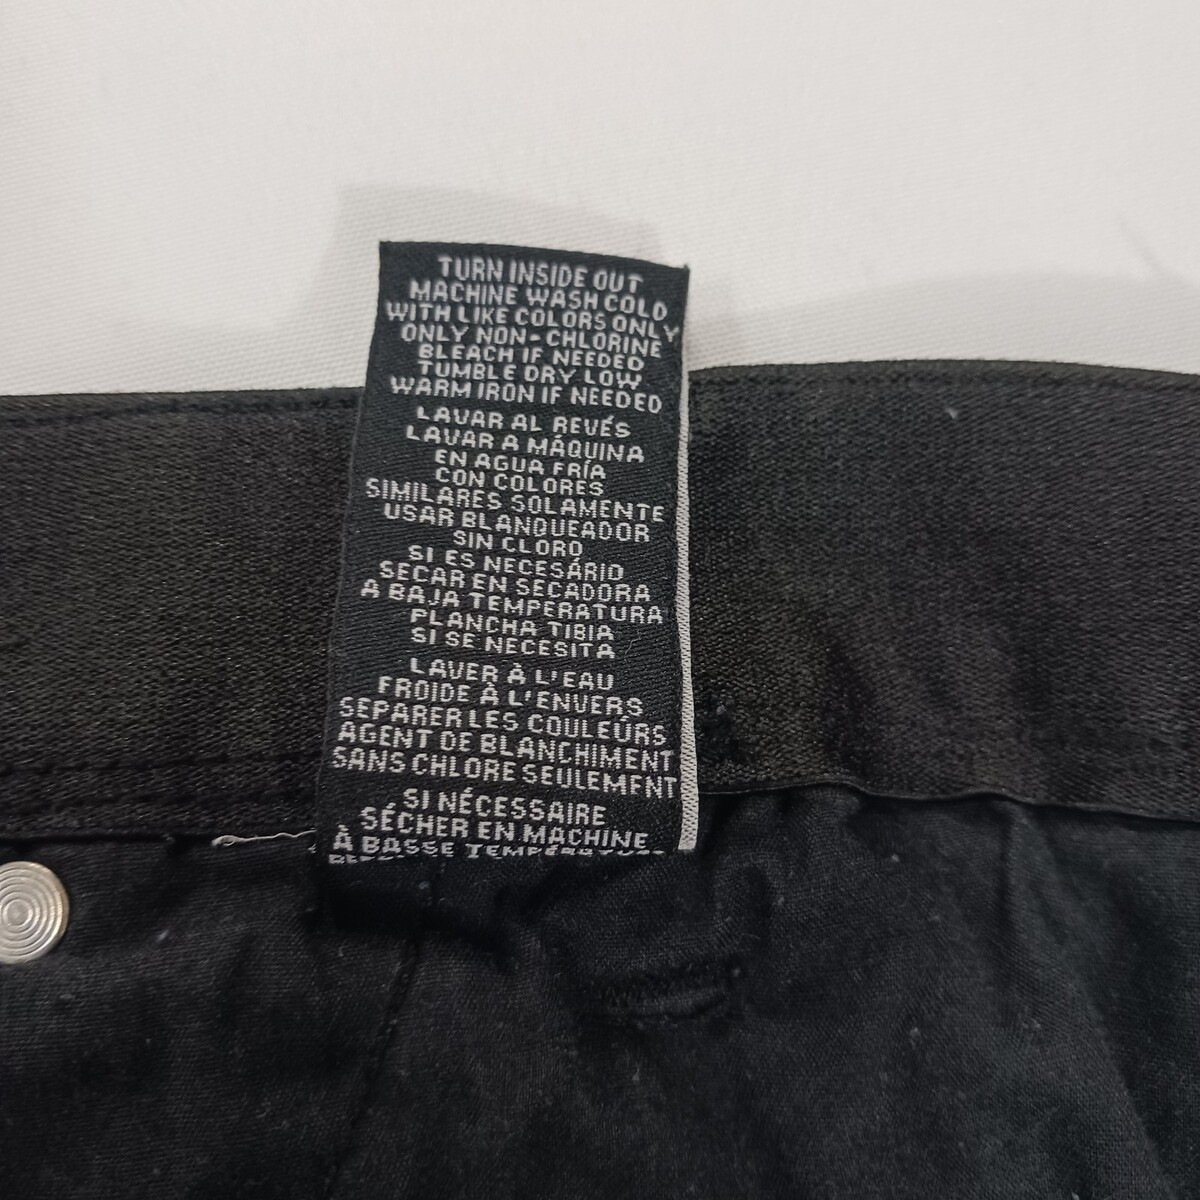 TURN INSIDE OUT
MACHINE WASH COLD
WITH LIKE COLORS ONLY
ONLY NON-CHLORINE
BLEACH IF NEEDED
TUMBLE DRY LOW
WARM IRON IF NEEDED
LAVAR AL REVÉS
LAVAR A MÁQUINA
EN AGUA FRÍA
CON COLORES
SIMILARES SOLAMENTE
USAR BLANQUEADOR
SIN CLORO
SI ES NECESÁRIO
SECAR EN SECADORA
A BAJA TEMPERATURA
PLANCHA TIBIA
SI SE NECESITA
LAVER À L'EAU
FROIDE À L'ENVERS
SEPARER LES COULEURS
AGENT DE BLANCHIMENT
SANS CHLORE SEULEMENT
SI NÉCESSAIRE
SÉCHER EN MACHINE
À BASSE TEMPERATURE